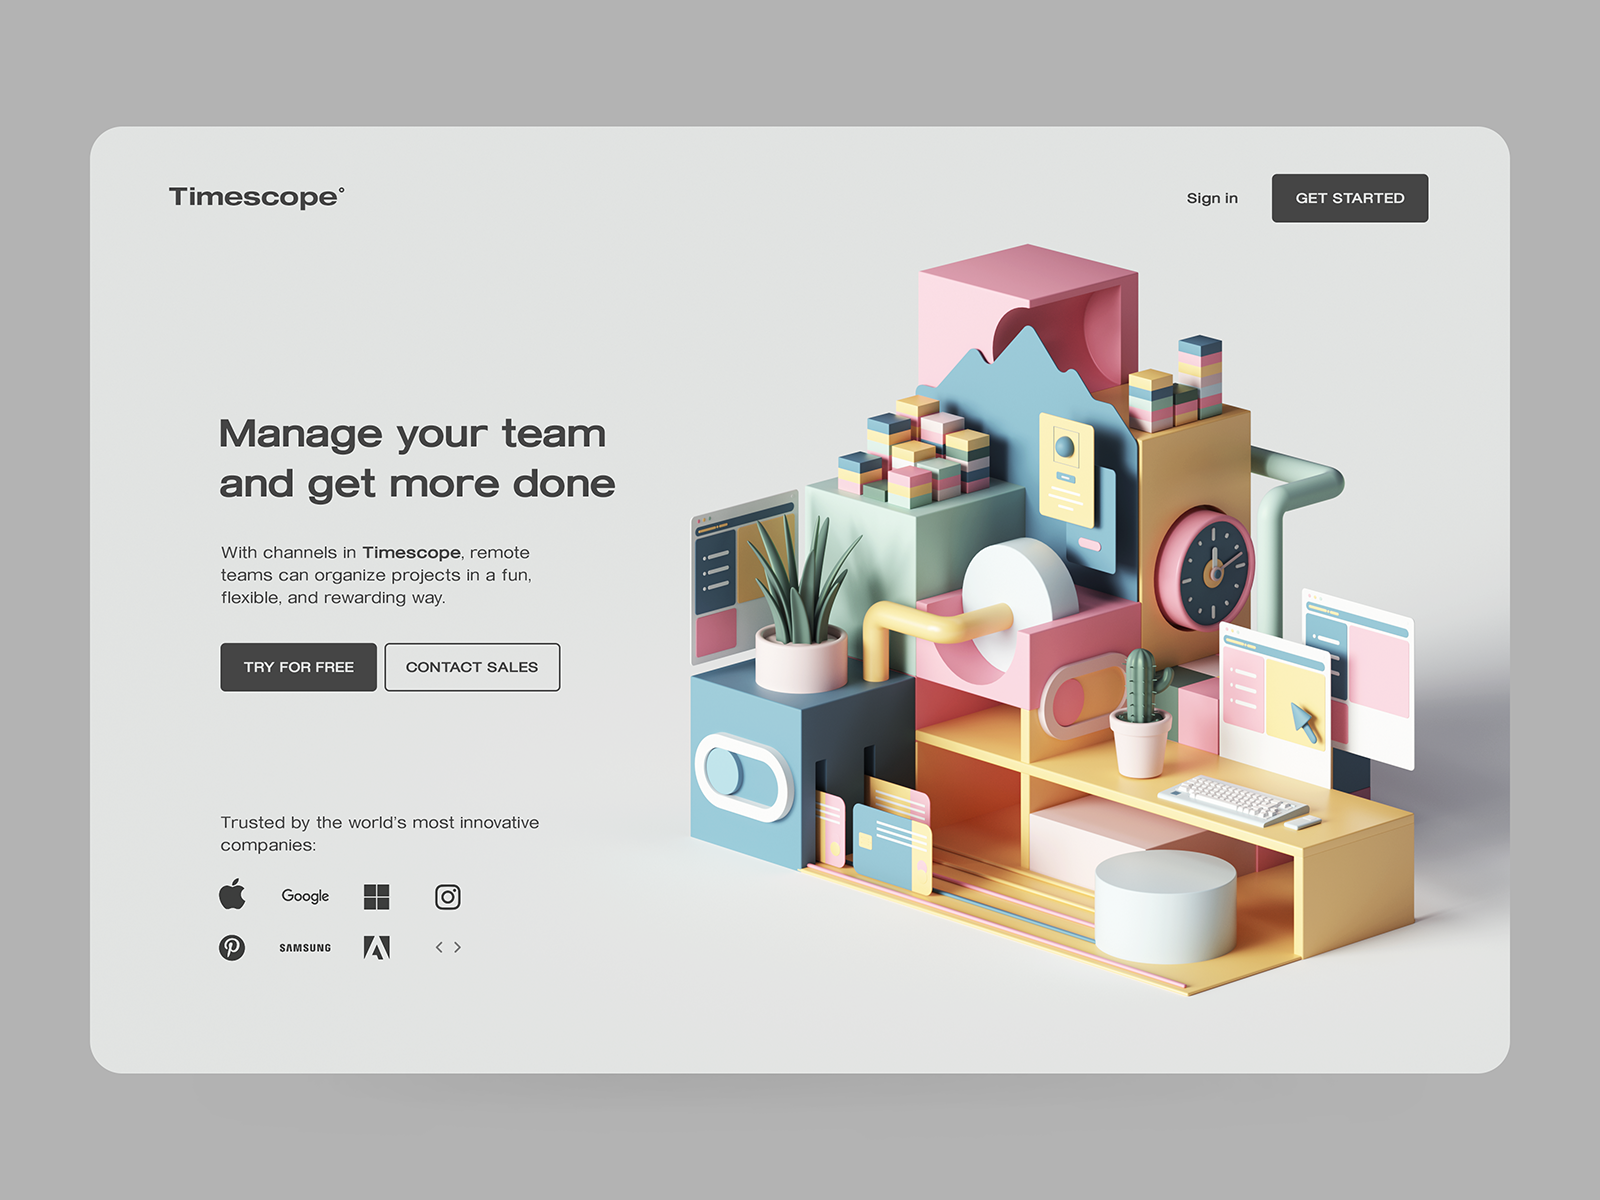 Timescope°
Sign in
GET STARTED
Manage your team
and get more done
With channels in Timescope, remote
teams can organize projects in a fun,
flexible, and rewarding way.
TRY FOR FREE
CONTACT SALES
Trusted by the world's most innovative
companies:
Google
SAMSUNG